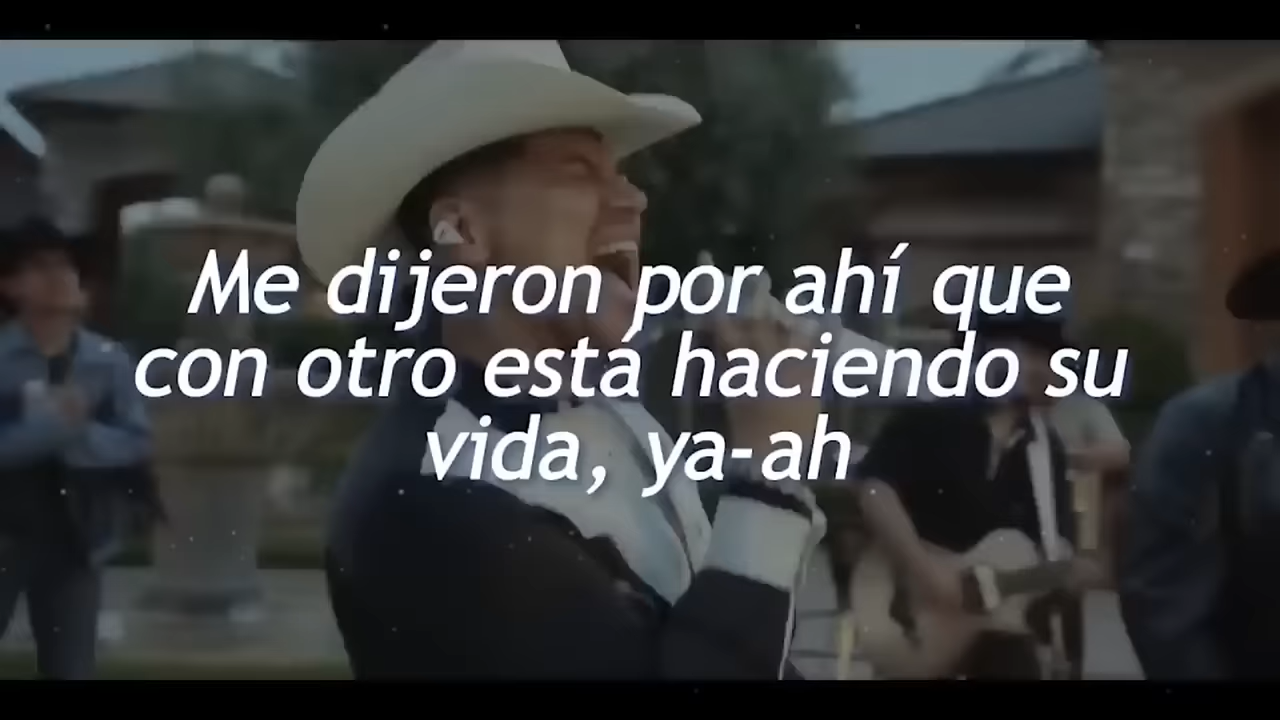 Me dijeron por ahí que
con otro está haciendo su
vida, ya-ah